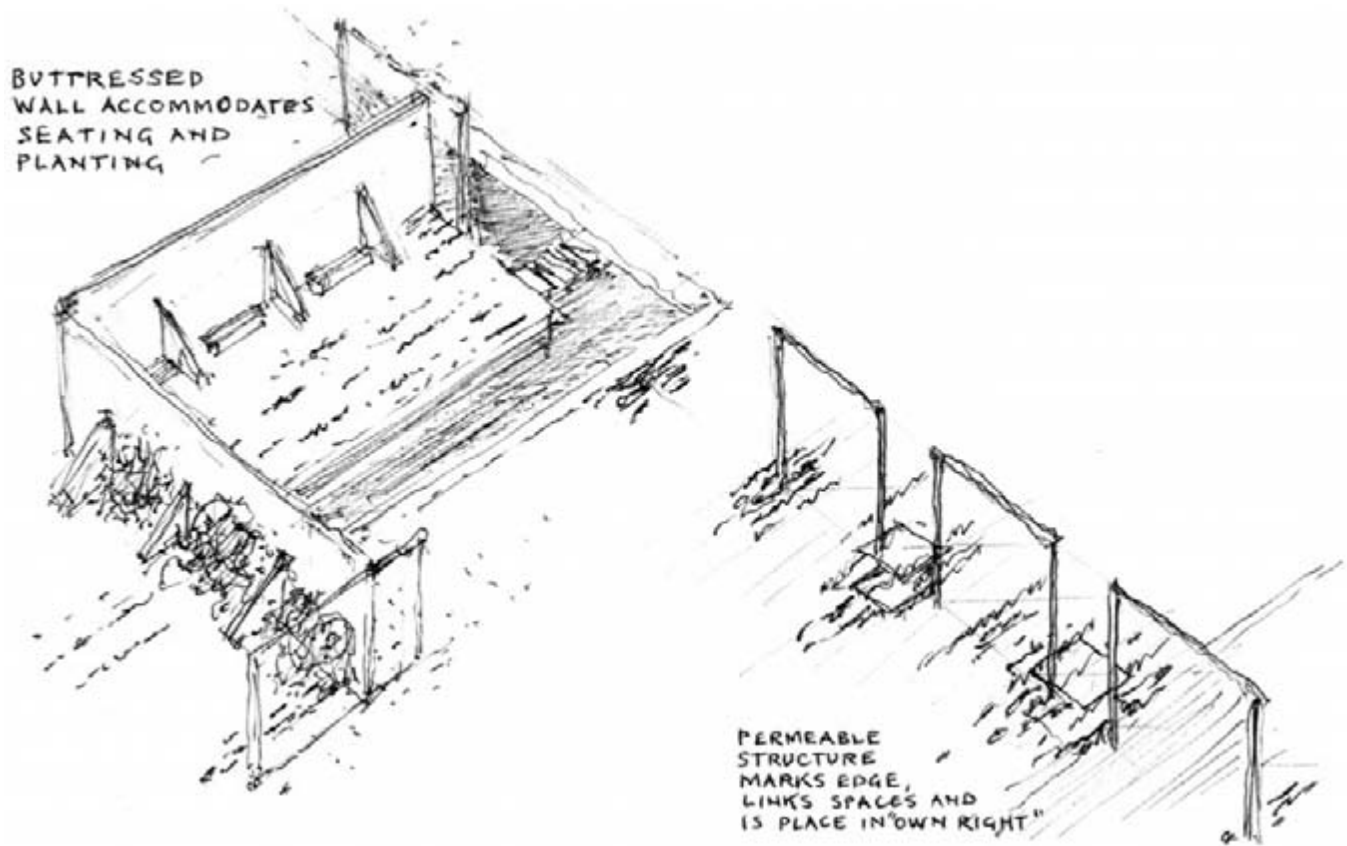 BUTTRESSED
WALL ACCOMMODATES
SEATING AND
PLANTING
PERMEABLE
STRUCTURE
MARKS EDGE,
LINKS SPACES AND
IS PLACE IN "OWN RIGHT"